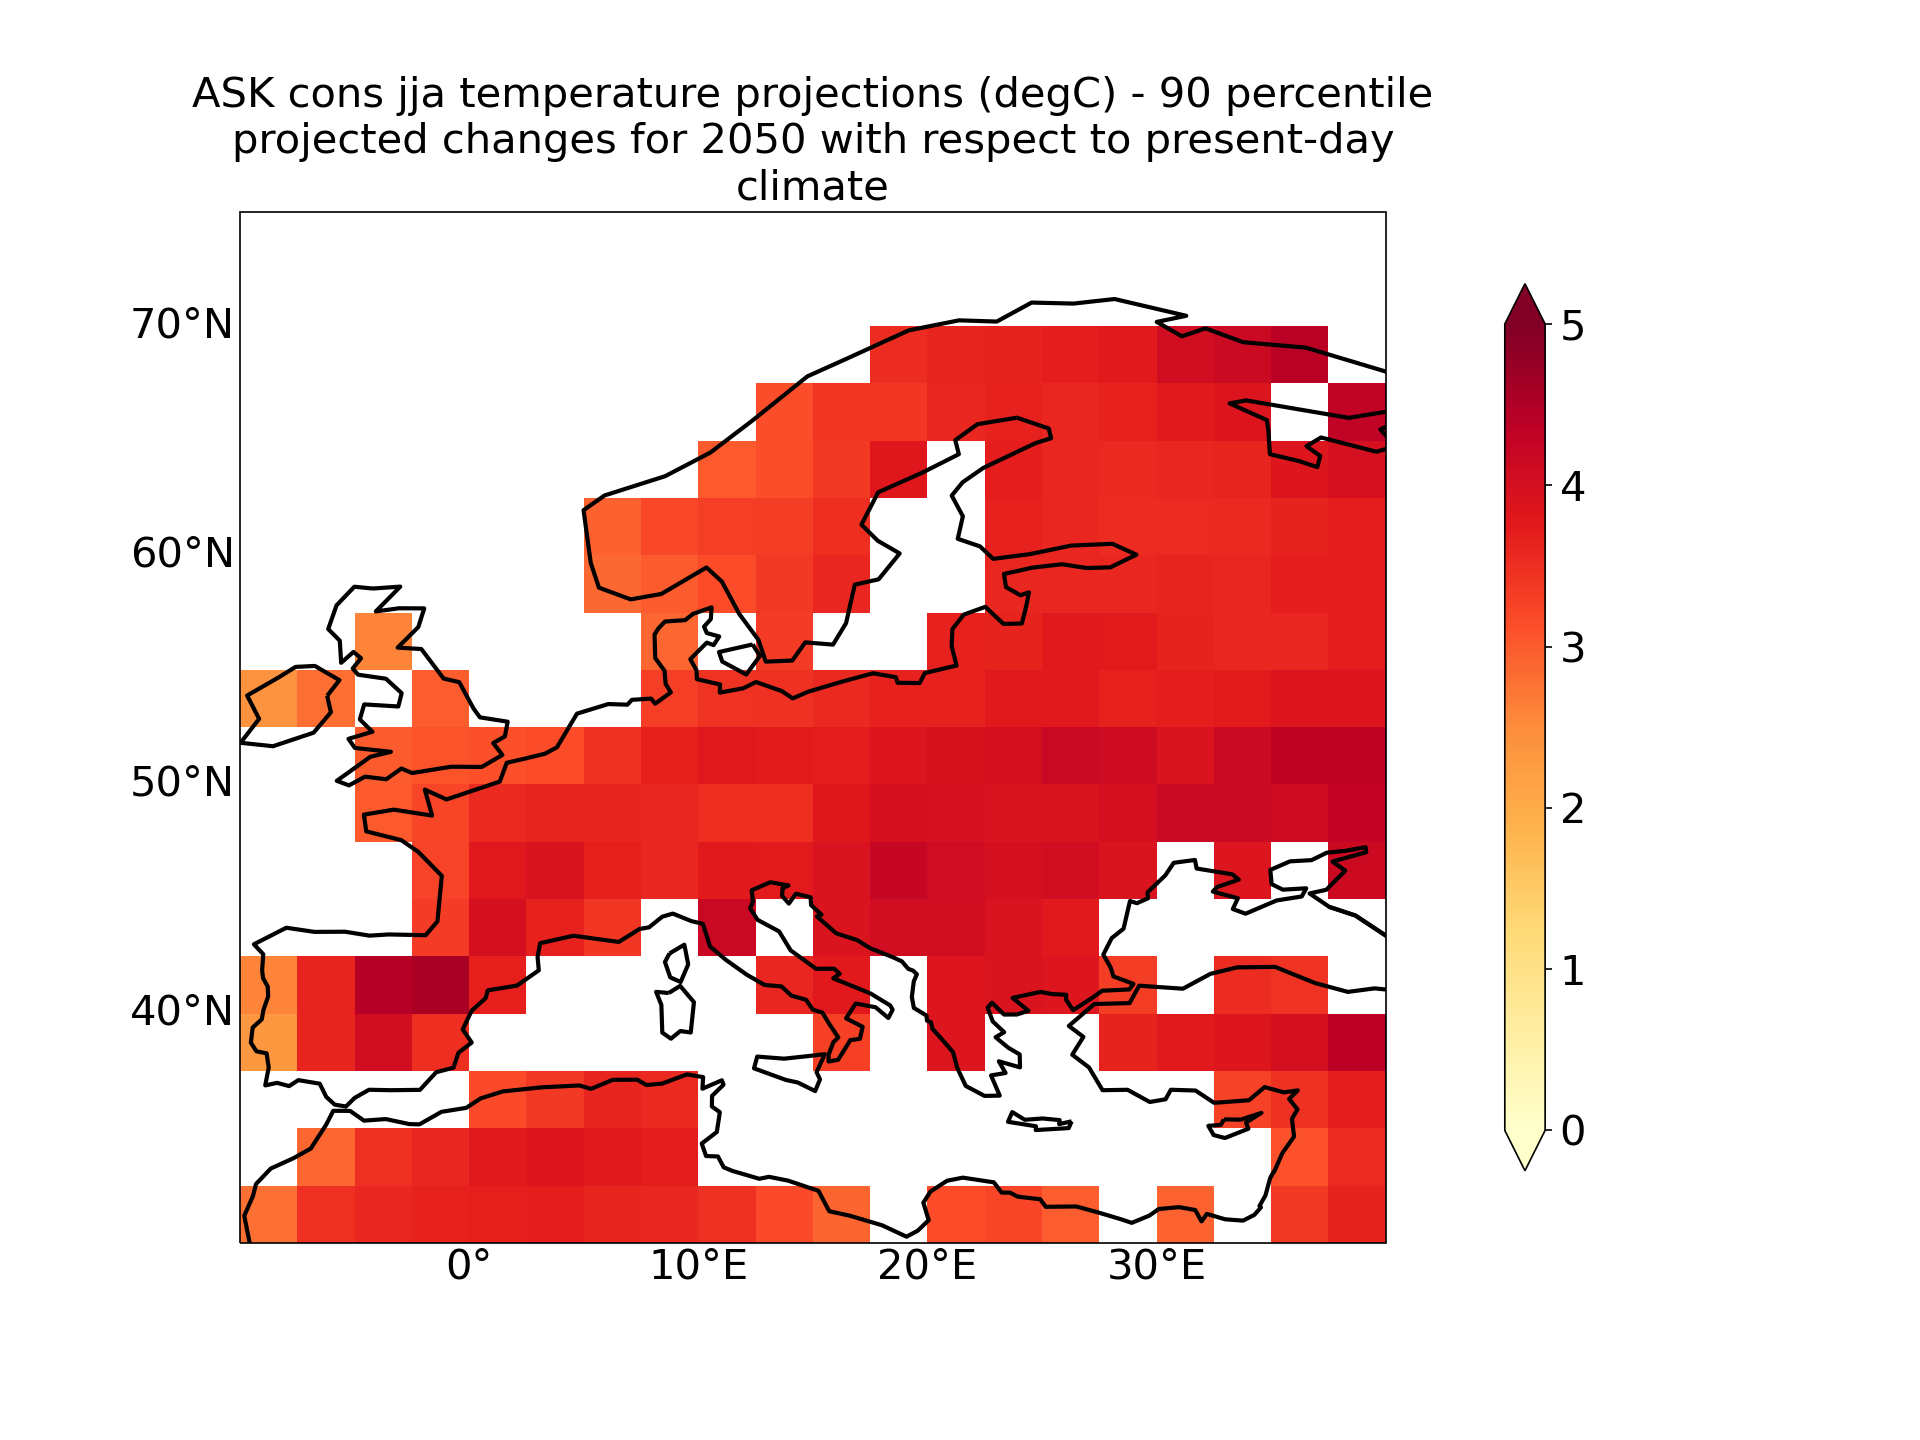 ASK cons jja temperature projections (degC) - 90 percentile
projected changes for 2050 with respect to present-day
climate
70°N
60°N
50°N
40°N
0°
10°E
20°E
30°E
5
4
3
2
1
0